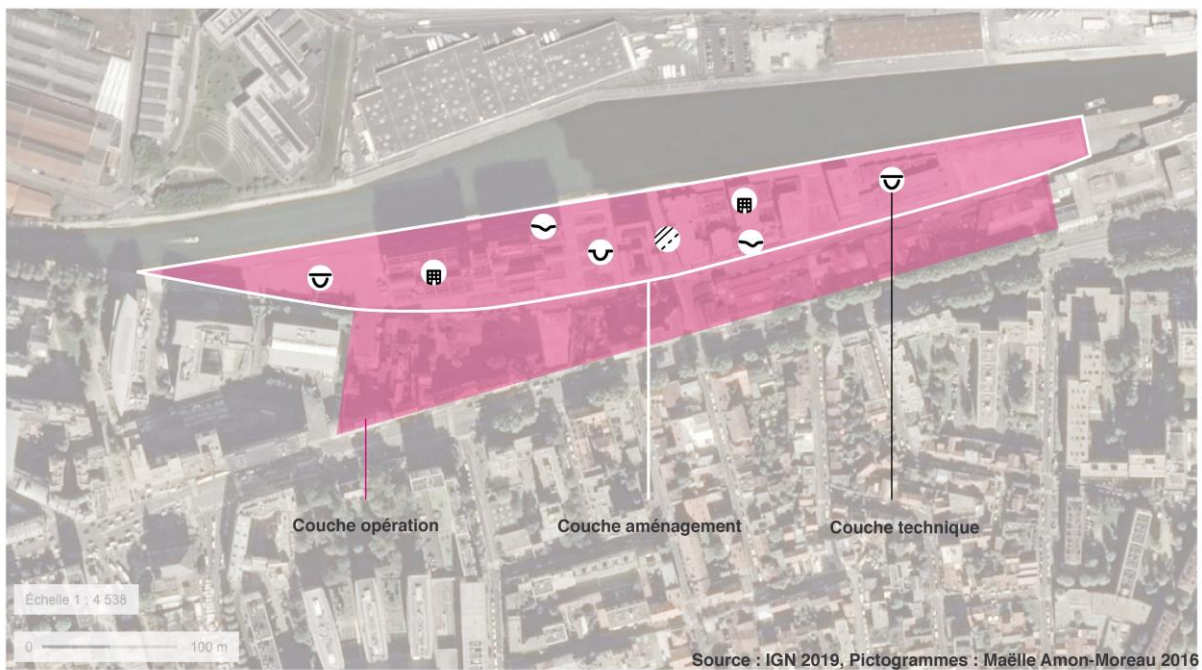 Couche opération
Couche aménagement
Couche technique
Échelle 1 : 4 538
0
100 m
Source : IGN 2019, Pictogrammes : Maëlle Amon-Moreau 2018